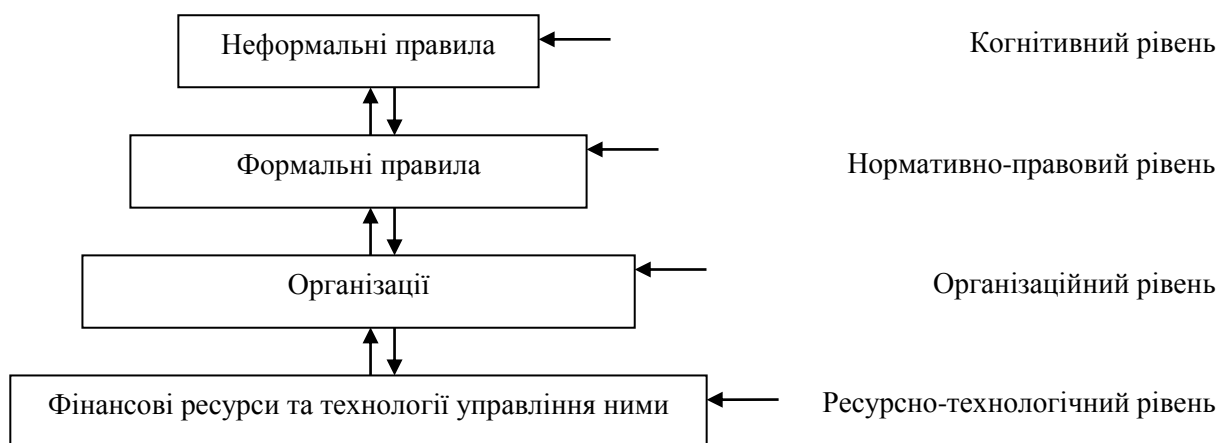 Неформальні правила
Когнітивний рівень
Формальні правила
Нормативно-правовий рівень
Організації
Організаційний рівень
Фінансові ресурси та технології управління ними
Ресурсно-технологічний рівень